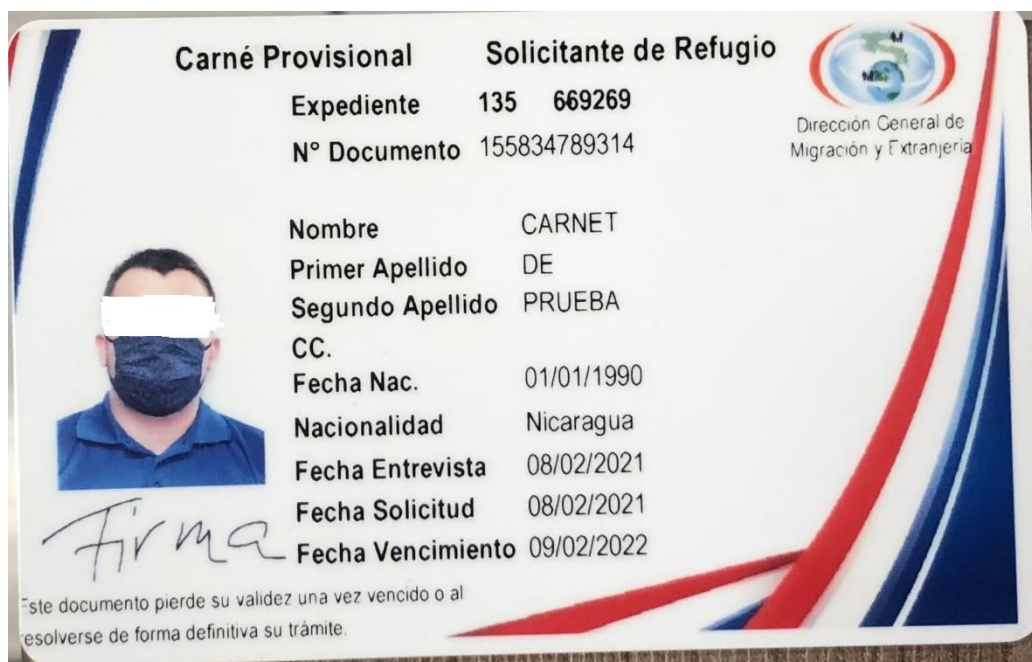 Carné Provisional Solicitante de Refugio
Expediente 135 669269
N° Documento 155834789314
Dirección General de
Migración y Extranjería
Nombre CARNET
Primer Apellido DE
Segundo Apellido PRUEBA
CC.
Fecha Nac. 01/01/1990
Nacionalidad Nicaragua
Fecha Entrevista 08/02/2021
Fecha Solicitud 08/02/2021
Fecha Vencimiento 09/02/2022
Firma
Este documento pierde su validez una vez vencido o al
resolverse de forma definitiva su trámite.